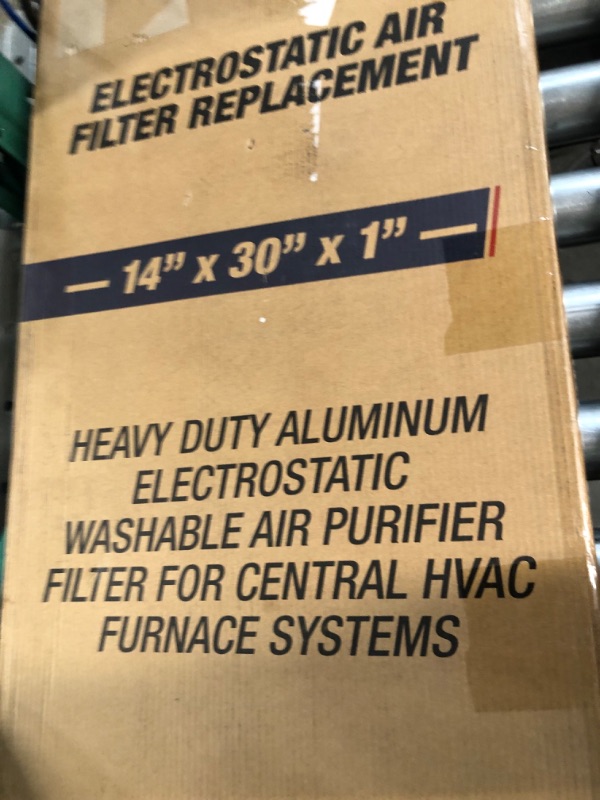 ELECTROSTATIC AIR
FILTER REPLACEMENT
— 14” x 30” x 1” —
HEAVY DUTY ALUMINUM
ELECTROSTATIC
WASHABLE AIR PURIFIER
FILTER FOR CENTRAL HVAC
FURNACE SYSTEMS